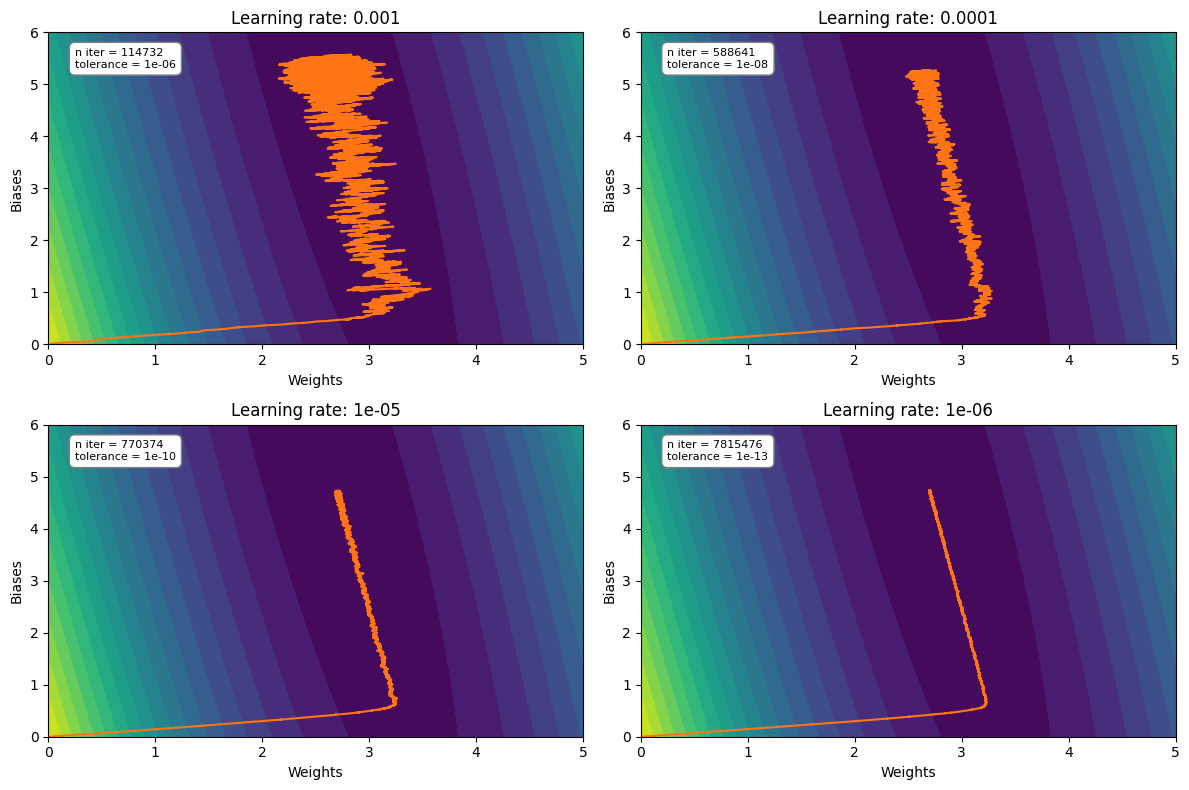 Learning rate: 0.001
n iter = 114732
tolerance = 1e-06
6
5
4
3
2
1
0
Biases
0 1 2 3 4 5
Weights
Learning rate: 0.0001
n iter = 588641
tolerance = 1e-08
6
5
4
3
2
1
0
Biases
0 1 2 3 4 5
Weights
Learning rate: 1e-05
n iter = 770374
tolerance = 1e-10
6
5
4
3
2
1
0
Biases
0 1 2 3 4 5
Weights
Learning rate: 1e-06
n iter = 7815476
tolerance = 1e-13
6
5
4
3
2
1
0
Biases
0 1 2 3 4 5
Weights